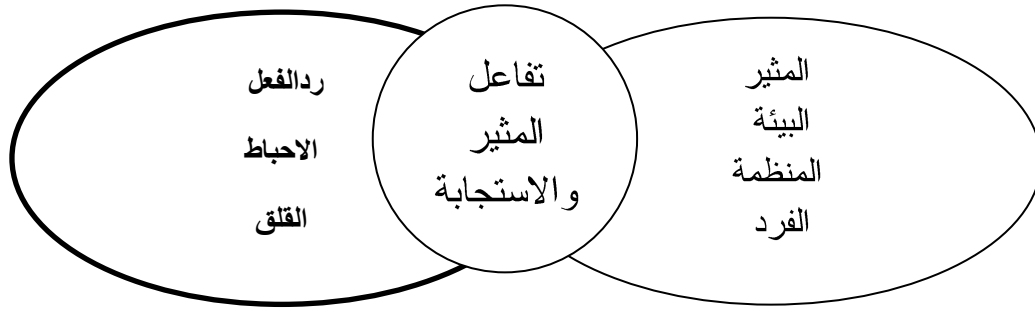 المثير
البيئة
المنظمة
الفرد
تفاعل
المثير
والاستجابة
ردالفعل
الاحباط
القلق